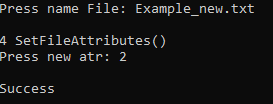 Press name File: Example_new.txt
4 SetFileAttributes()
Press new atr: 2
Success